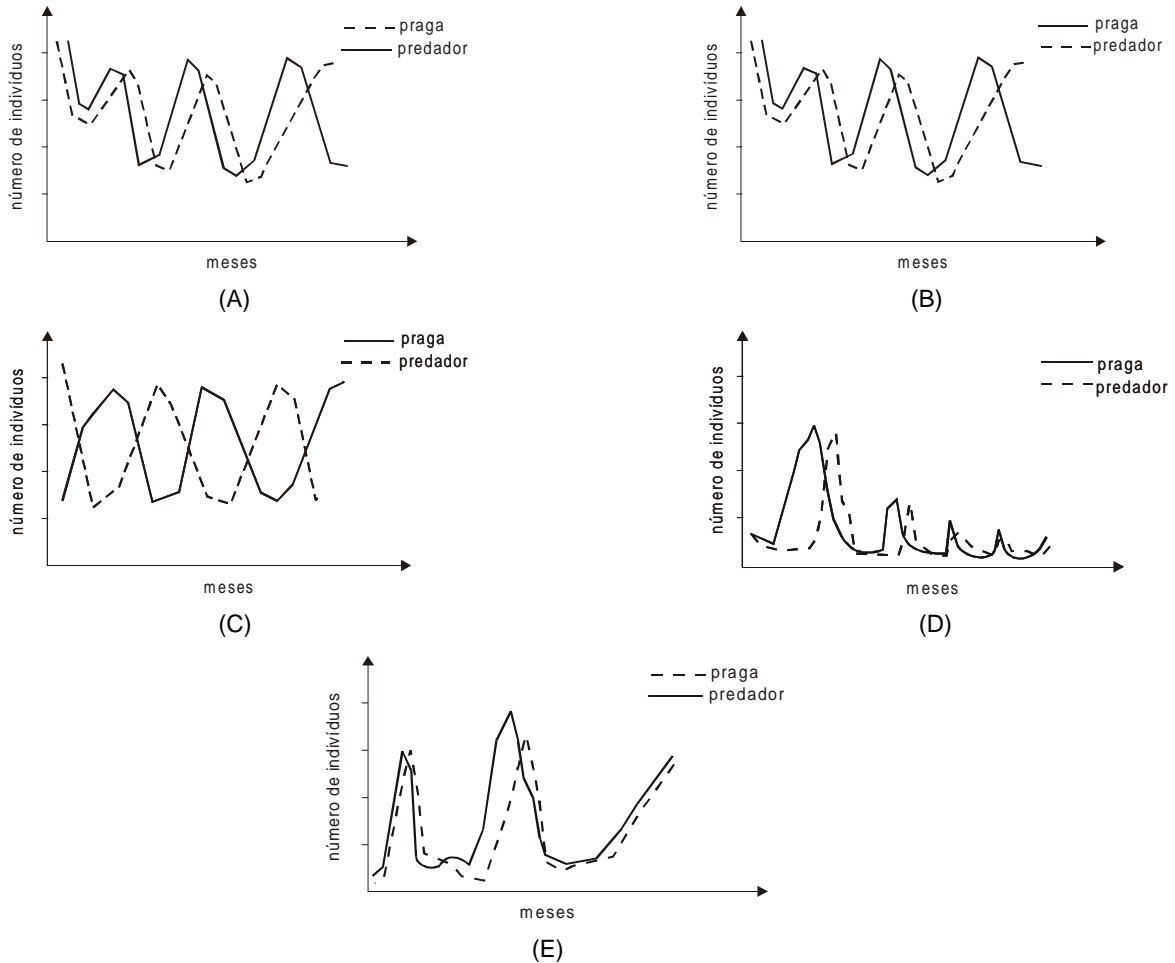 praga
predador
número de indivíduos
meses
(A)
praga
predador
número de indivíduos
meses
(B)
praga
predador
número de indivíduos
meses
(C)
praga
predador
número de indivíduos
meses
(D)
praga
predador
número de indivíduos
meses
(E)